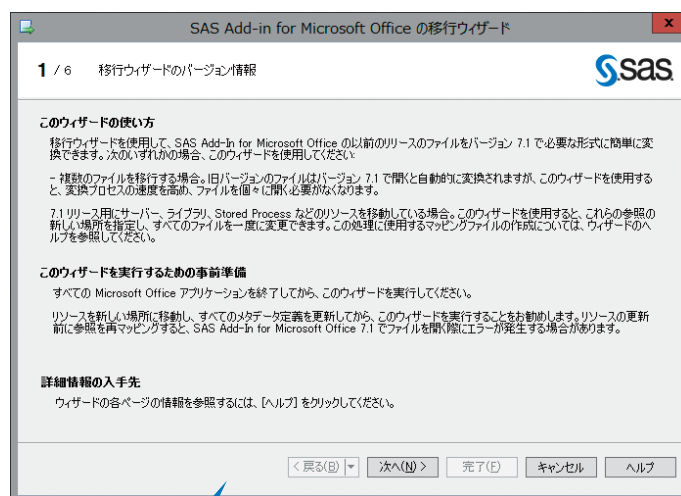 SAS Add-in for Microsoft Office の移行ウィザード
x
1 / 6 移行ウィザードのバージョン情報
sas
このウィザードの使い方
移行ウィザードを使用して、SAS Add-In for Microsoft Office の以前のリリースのファイルをバージョン 7.1 で必要な形式に簡単に変
換できます。次のいずれかの場合、このウィザードを使用してください:
- 複数のファイルを移行する場合。旧バージョンのファイルはバージョン 7.1 で開くと自動的に変換されますが、このウィザードを使用する
と、変換プロセスの速度を高め、ファイルを個々に開く必要がなくなります。
7.1 リリース用にサーバー、ライブラリ、Stored Process などのリソースを移動している場合。このウィザードを使用すると、これらの参照の
新しい場所を指定し、すべてのファイルを一度に変更できます。この処理に使用するマッピングファイルの作成については、ウィザードのヘ
ルプを参照してください。
このウィザードを実行するための事前準備
すべての Microsoft Office アプリケーションを終了してから、このウィザードを実行してください。
リソースを新しい場所に移動し、すべてのメタデータ定義を更新してから、このウィザードを実行することをお勧めします。リソースの更新
前に参照を再マッピングすると、SAS Add-In for Microsoft Office 7.1 でファイルを開く際にエラーが発生する場合があります。
詳細情報の入手先
ウィザードの各ページの情報を参照するには、[ヘルプ] をクリックしてください。
< 戻る(B) 次へ(N) > 完了(F) キャンセル ヘルプ